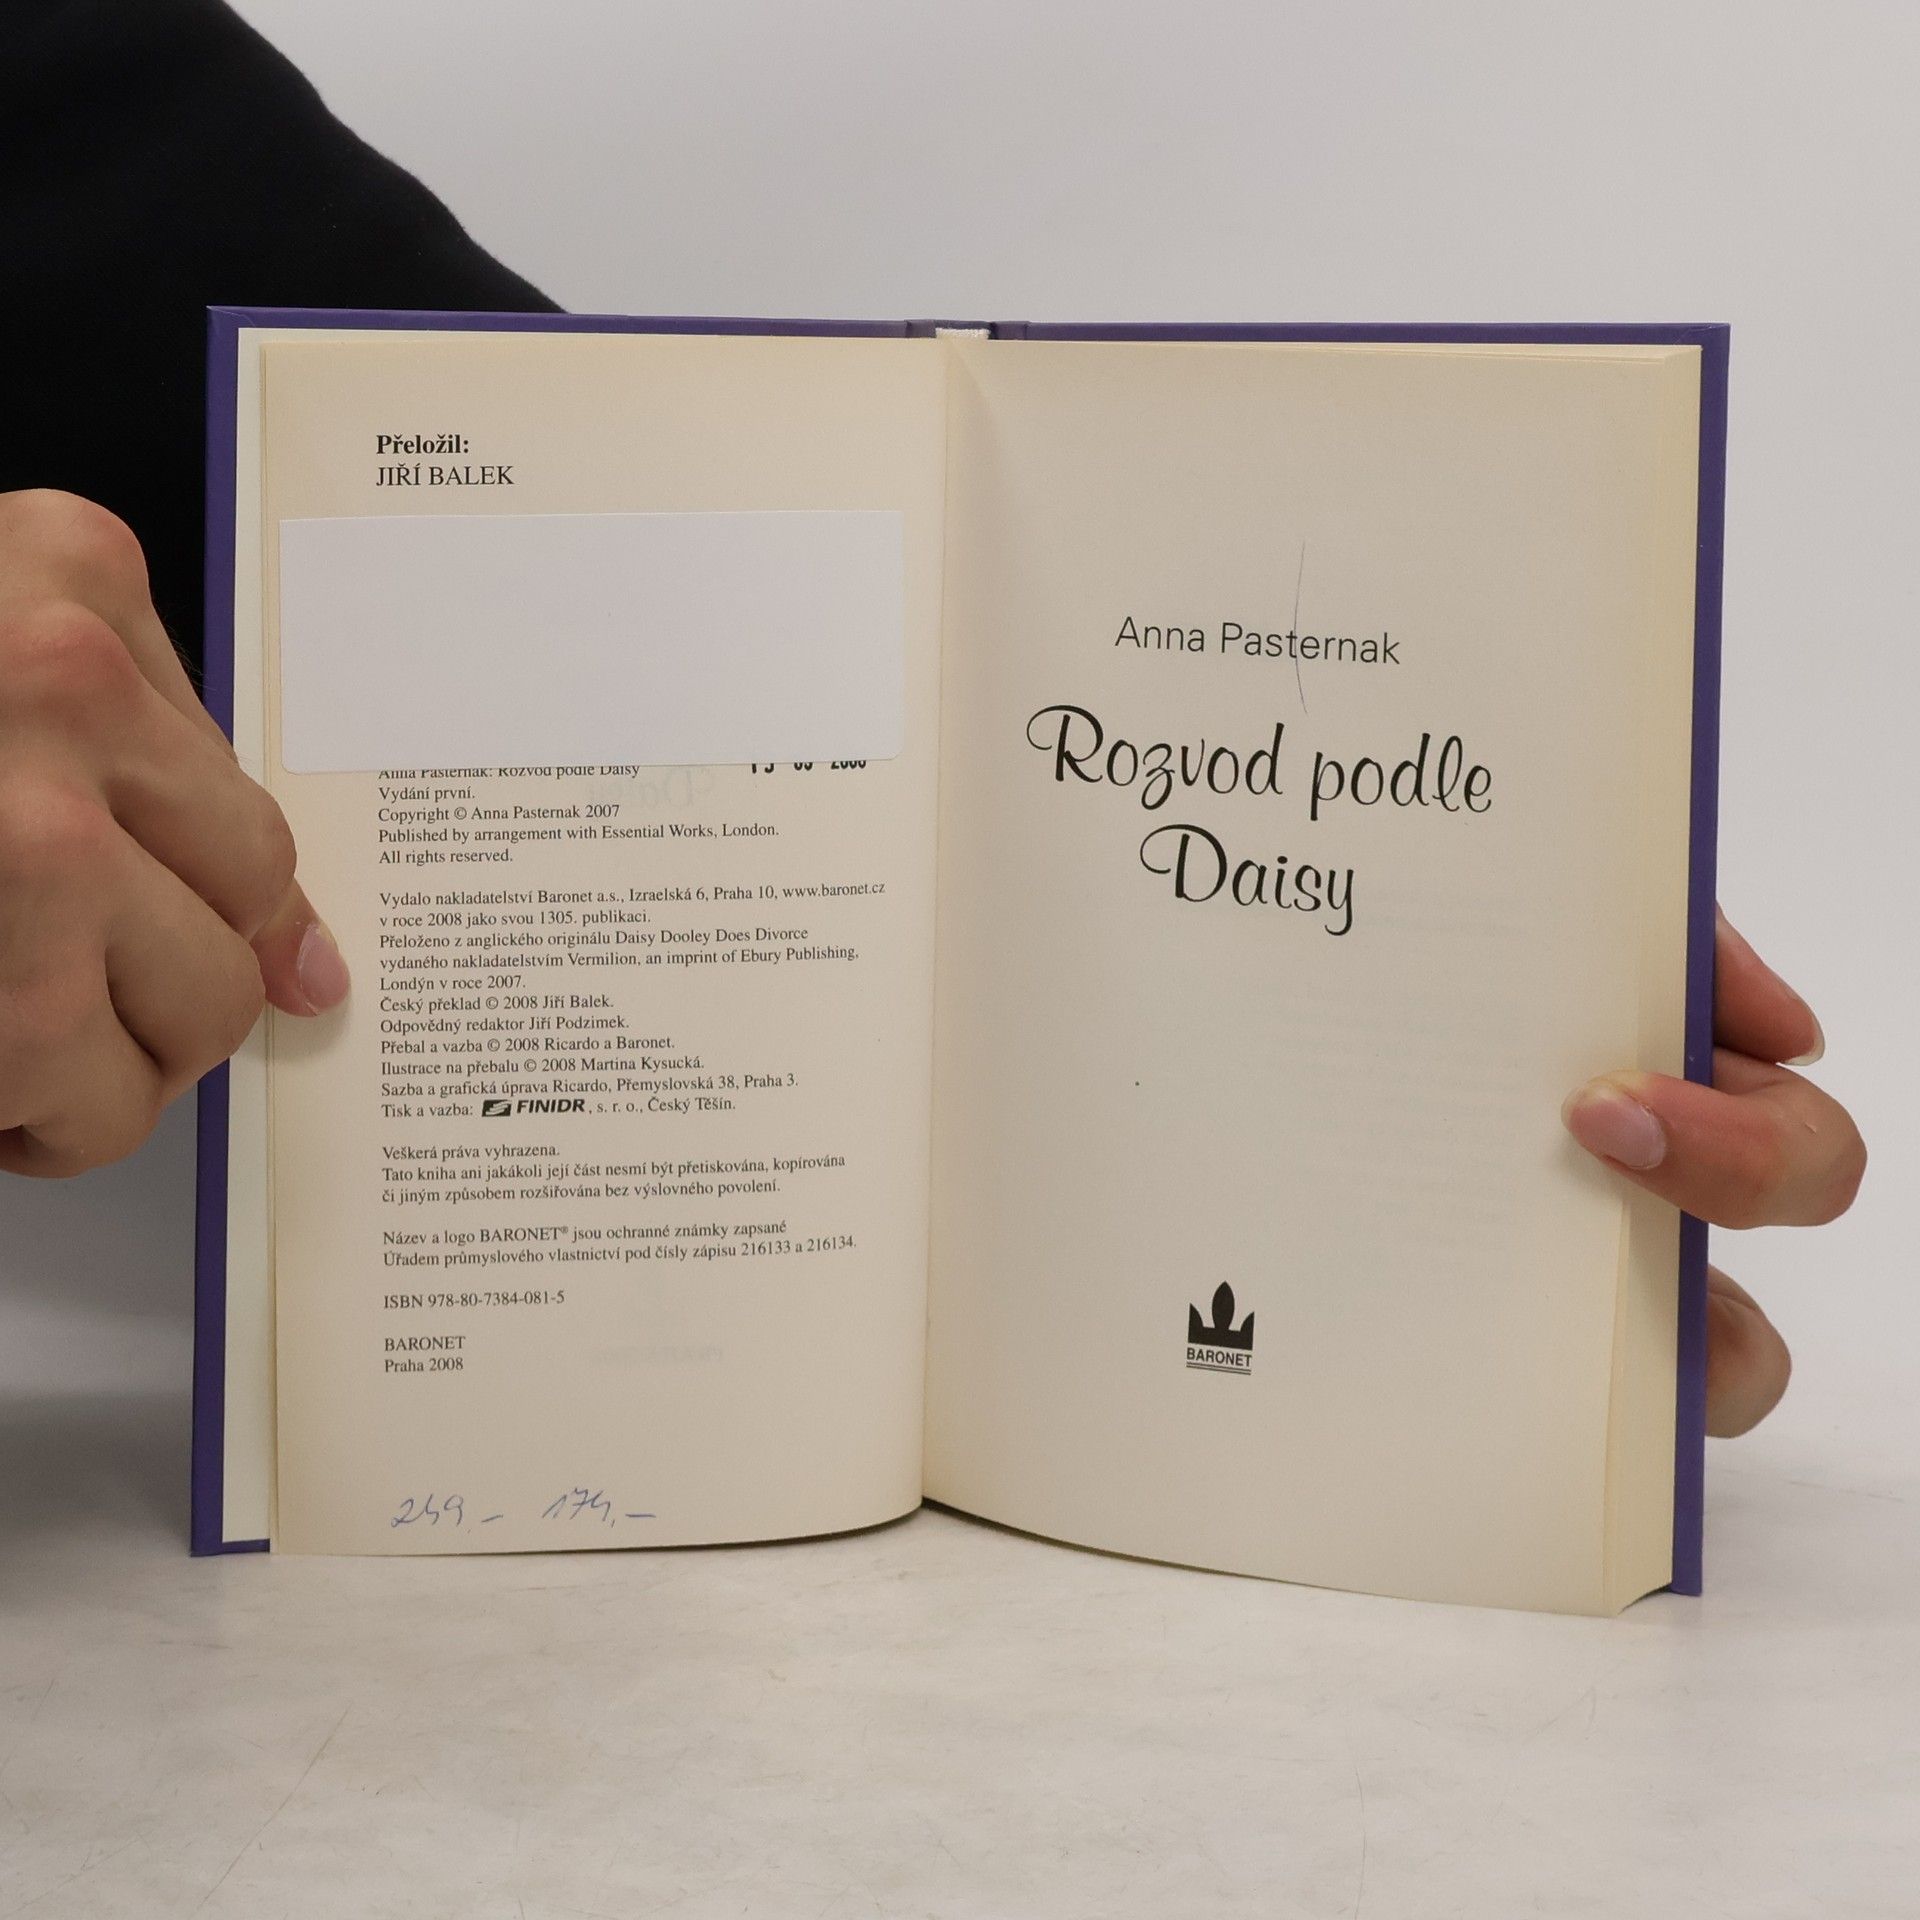 Přeložil:
JIŘÍ BALEK
Anna Pasternak: Rozvod podle Daisy
Vydání první.
Copyright © Anna Pasternak 2007
Published by arrangement with Essential Works, London.
All rights reserved.
Vydalo nakladatelství Baronet a.s., Izraelská 6, Praha 10, www.baronet.cz
v roce 2008 jako svou 1305. publikaci.
Přeloženo z anglického originálu Daisy Dooley Does Divorce
vydaného nakladatelstvím Vermilion, an imprint of Ebury Publishing,
Londýn v roce 2007.
Český překlad © 2008 Jiří Balek.
Odpovědný redaktor Jiří Podzimek.
Přebal a vazba © 2008 Ricardo a Baronet.
Ilustrace na přebalu © 2008 Martina Kysucká.
Sazba a grafická úprava Ricardo, Přemyslovská 38, Praha 3.
Tisk a vazba: FINIDR, s. r. o., Český Těšín.
Veškerá práva vyhrazena.
Tato kniha ani jakákoli její část nesmí být přetiskována, kopírována
či jiným způsobem rozšiřována bez výslovného povolení.
Název a logo BARONET® jsou ochranné známky zapsané
Úřadem průmyslového vlastnictví pod čísly zápisu 216133 a 216134.
ISBN 978-80-7384-081-5
BARONET
Praha 2008
249,- 174,-
Anna Pasternak
Rozvod podle
Daisy
BARONET